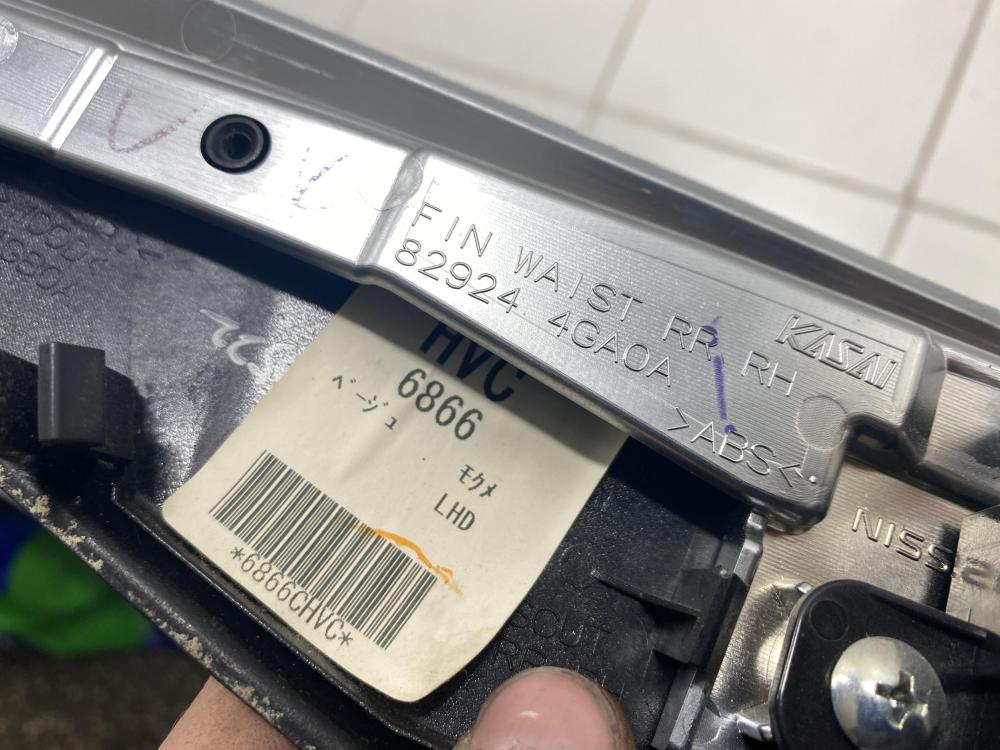 FIN WAIST RR RH
82924 4GA0A
KASAI
>ABS<
HVC
6866
ベージュ
モクメ
LHD
*6866CHVC*
NISS